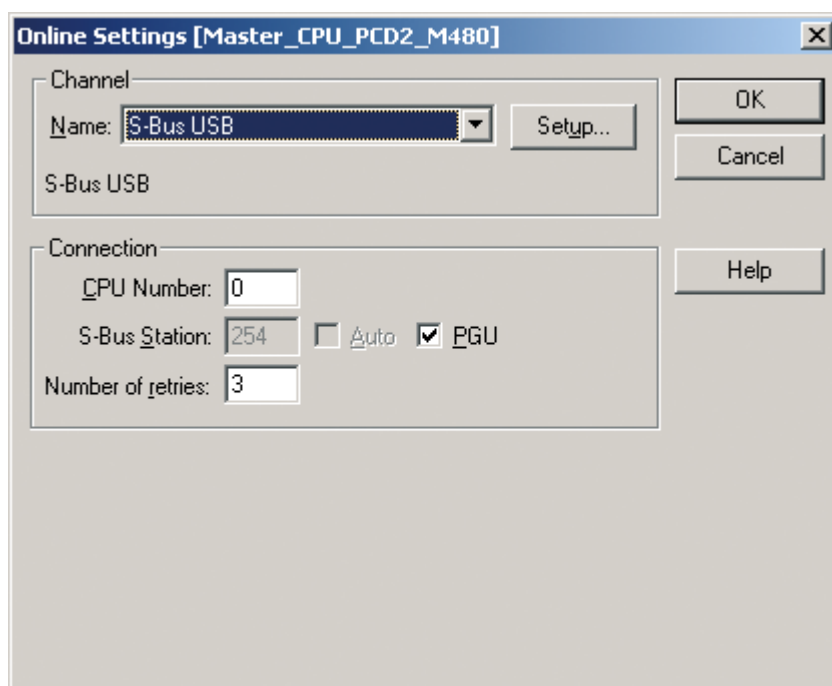 Online Settings [Master_CPU_PCD2_M480]
Channel
Name: S-Bus USB Setup...
S-Bus USB
OK
Cancel
Connection
CPU Number: 0
S-Bus Station: 254 Auto PGU
Number of retries: 3
Help